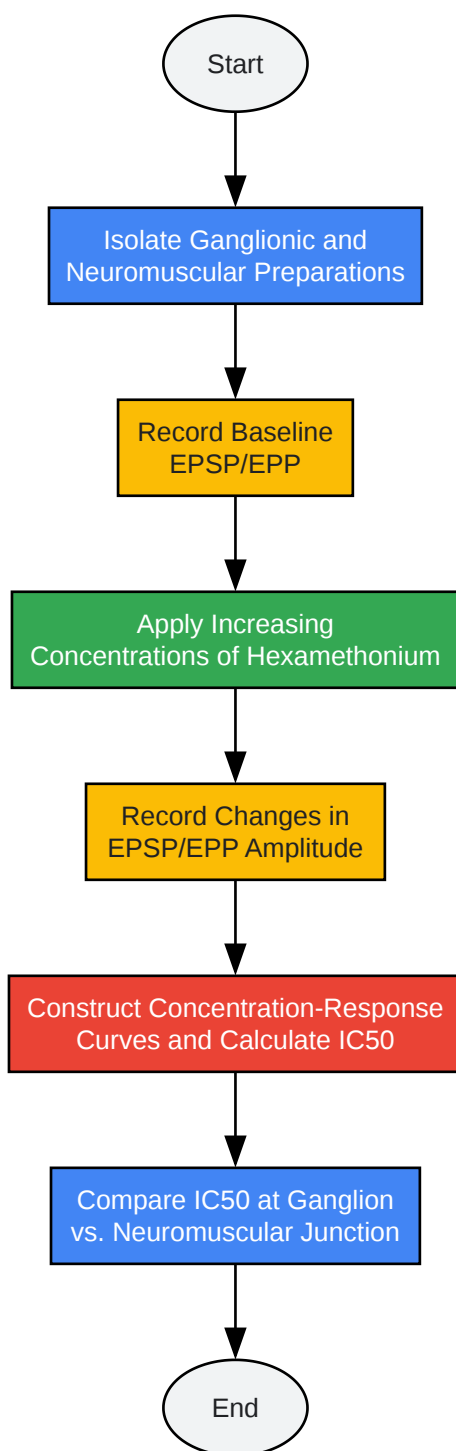 Start
Isolate Ganglionic and
Neuromuscular Preparations
Record Baseline
EPSP/EPP
Apply Increasing
Concentrations of Hexamethonium
Record Changes in
EPSP/EPP Amplitude
Construct Concentration-Response
Curves and Calculate IC50
Compare IC50 at Ganglion
vs. Neuromuscular Junction
End